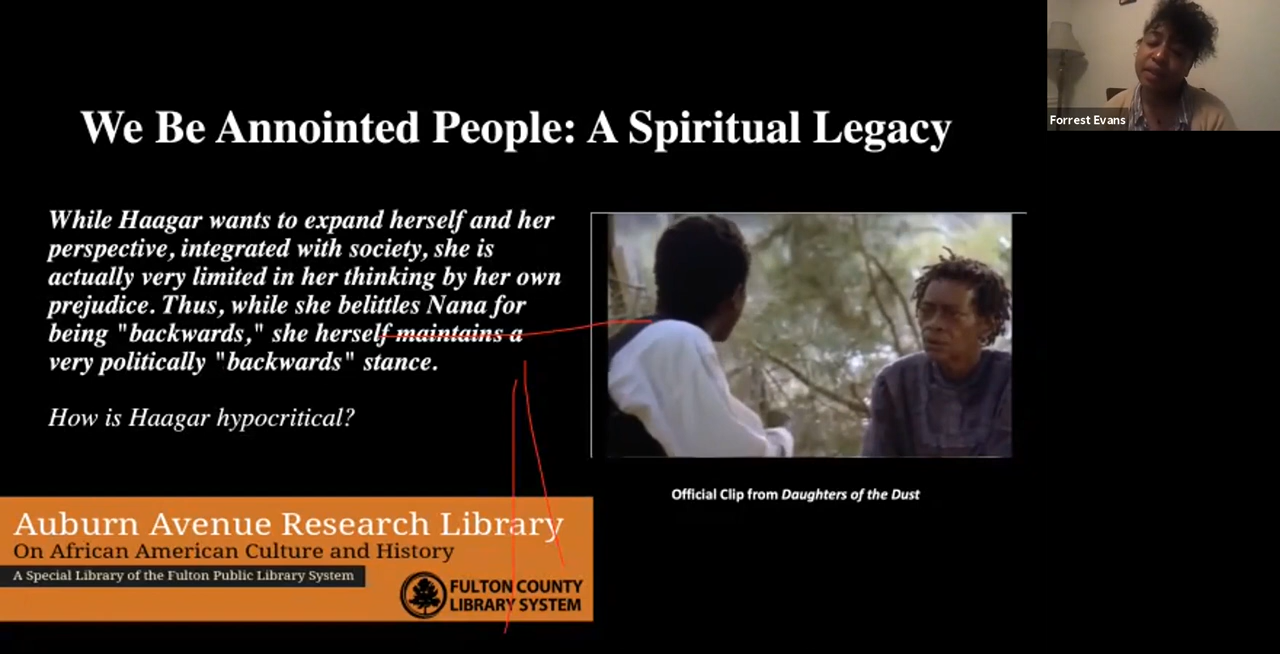 Forrest Evans
We Be Annointed People: A Spiritual Legacy
While Haagar wants to expand herself and her
perspective, integrated with society, she is
actually very limited in her thinking by her own
prejudice. Thus, while she belittles Nana for
being "backwards," she herself maintains a
very politically "backwards" stance.
How is Haagar hypocritical?
Official Clip from Daughters of the Dust
Auburn Avenue Research Library
On African American Culture and History
A Special Library of the Fulton Public Library System
FULTON COUNTY
LIBRARY SYSTEM